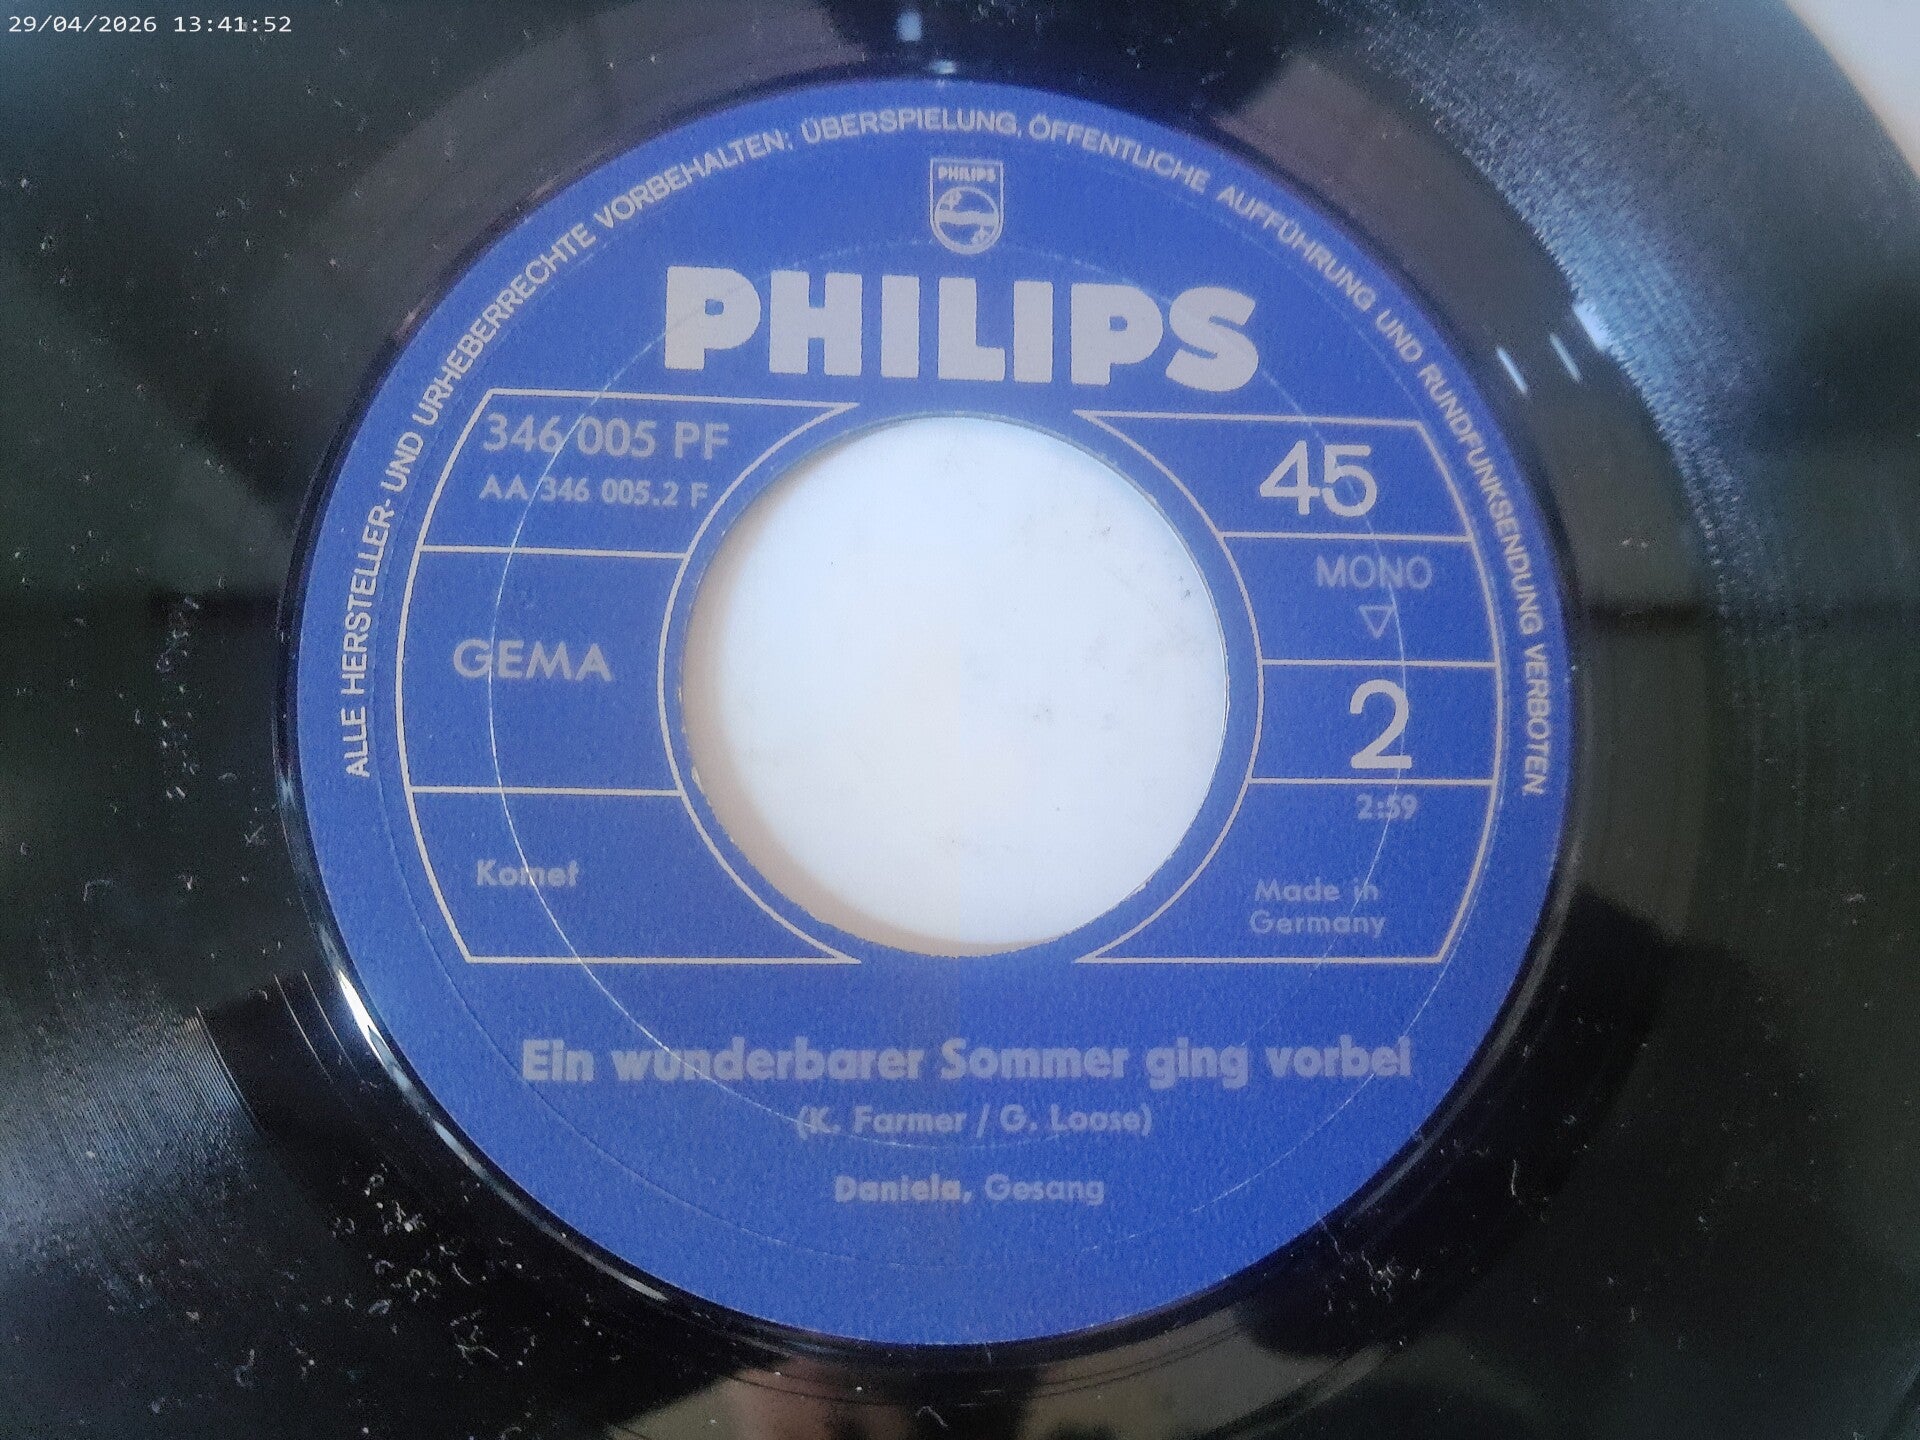 29/04/2026 13:41:52
ALLE HERSTELLER- UND URHEBERRECHTE VORBEHALTEN; ÜBERSPIELUNG, ÖFFENTLICHE AUFFÜHRUNG UND RUNDFUNKSENDUNG VERBOTEN
PHILIPS
PHILIPS
346 005 PF
AA 346 005.2 F
45
MONO
GEMA
2
2:59
Komet
Made in
Germany
Ein wunderbarer Sommer ging vorbei
(K. Farmer / G. Loose)
Daniela, Gesang